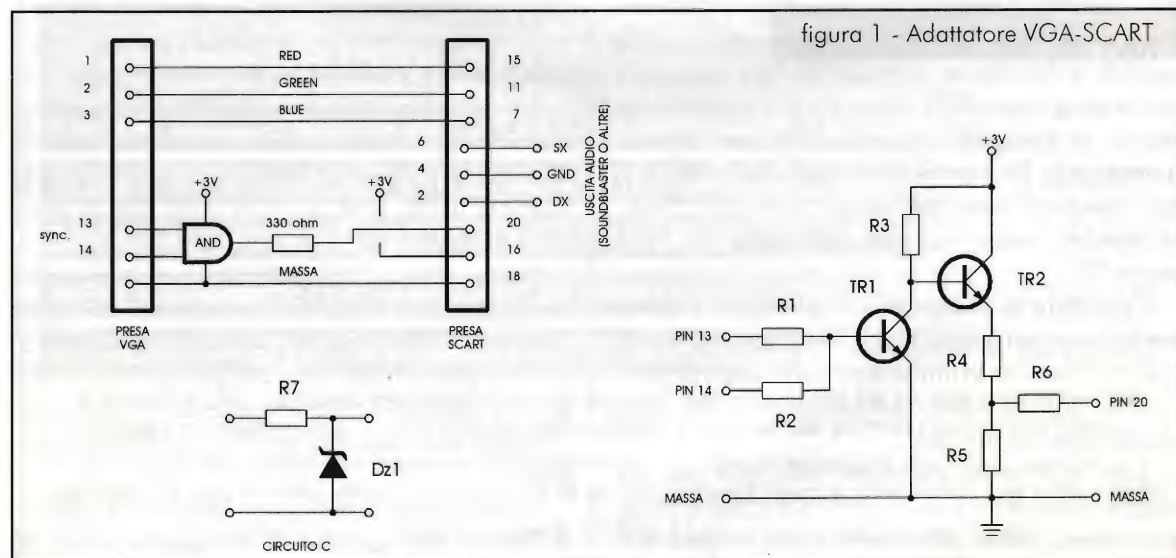 figura 1 - Adattatore VGA-SCART
1
RED
15
2
GREEN
11
3
BLUE
7
6
SX
4
GND
2
DX
USCITA AUDIO
(SOUNDBLASTER O ALTRE)
+3V
+3V
13
330 ohm
20
sync.
AND
14
16
MASSA
18
PRESA
VGA
PRESA
SCART
R7
Dz1
CIRCUITO C
+3V
R3
TR1
TR2
R1
PIN 13
R4
R6
PIN 14
PIN 20
R2
R5
MASSA
MASSA